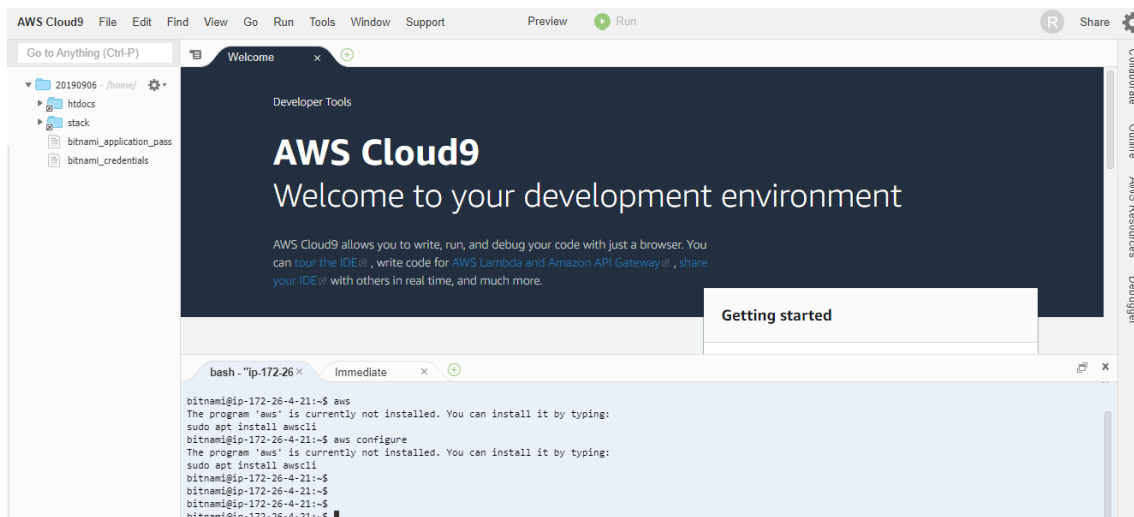 AWS Cloud9 File Edit Find View Go Run Tools Window Support Preview Run R Share
Go to Anything (Ctrl-P)
Welcome
20190906 - /home/
htdocs
stack
bitnami_application_pass
bitnami_credentials
Developer Tools
AWS Cloud9
Welcome to your development environment
AWS Cloud9 allows you to write, run, and debug your code with just a browser. You
can tour the IDE, write code for AWS Lambda and Amazon API Gateway, share
your IDE with others in real time, and much more.
Getting started
Collaborate
Outline
AWS Resources
Debugger
bash - "ip-172-26 Immediate
bitnami@ip-172-26-4-21:~$ aws
The program 'aws' is currently not installed. You can install it by typing:
sudo apt install awscli
bitnami@ip-172-26-4-21:~$ aws configure
The program 'aws' is currently not installed. You can install it by typing:
sudo apt install awscli
bitnami@ip-172-26-4-21:~$
bitnami@ip-172-26-4-21:~$
bitnami@ip-172-26-4-21:~$
bitnami@ip-172-26-4-21:~$